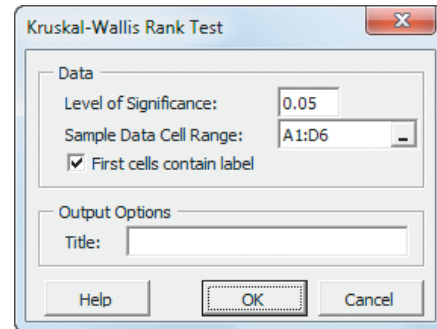 Kruskal-Wallis Rank Test
Data
Level of Significance: 0.05
Sample Data Cell Range: A1:D6
First cells contain label
Output Options
Title:
Help OK Cancel